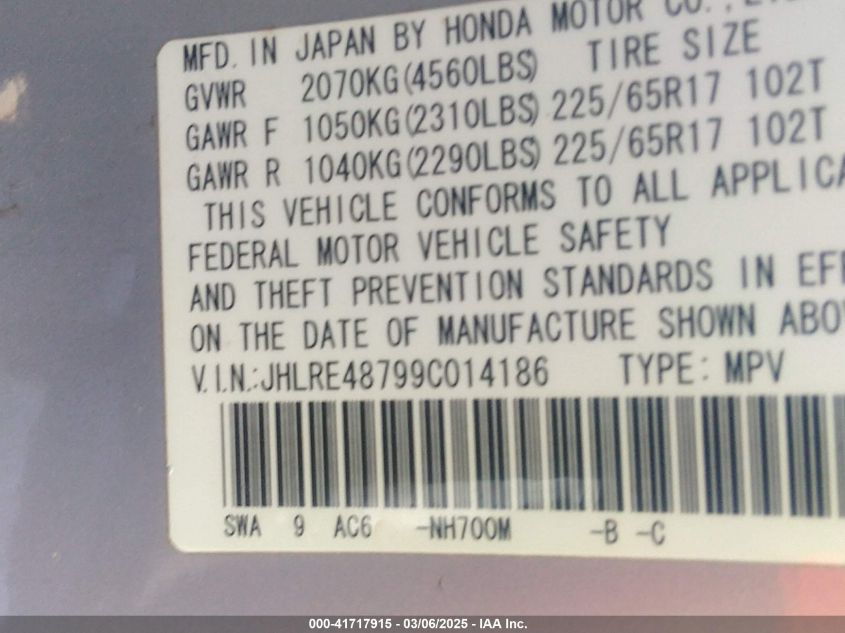 MFD. IN JAPAN BY HONDA MOTOR CO.,
GVWR 2070KG(4560LBS) TIRE SIZE
GAWR F 1050KG(2310LBS) 225/65R17 102T
GAWR R 1040KG(2290LBS) 225/65R17 102T
THIS VEHICLE CONFORMS TO ALL APPLICA
FEDERAL MOTOR VEHICLE SAFETY
AND THEFT PREVENTION STANDARDS IN EFF
ON THE DATE OF MANUFACTURE SHOWN ABO
V.I.N.:JHLRE48799C014186 TYPE: MPV
SWA 9 AC6 -NH700M -B -C
000-41717915 - 03/06/2025 - IAA Inc.